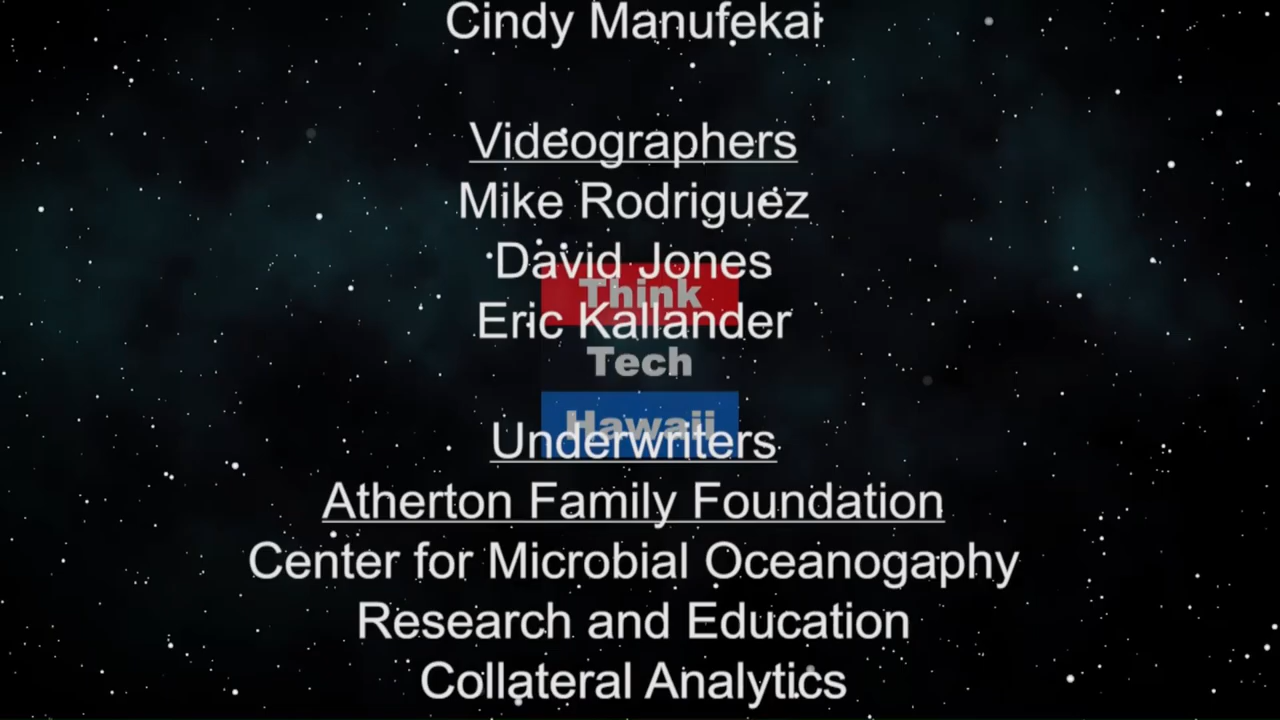 Cindy Manufekai
Videographers
Mike Rodriguez
David Jones
Think
Eric Kallander
Tech
Hawaii
Underwriters
Atherton Family Foundation
Center for Microbial Oceanogaphy
Research and Education
Collateral Analytics